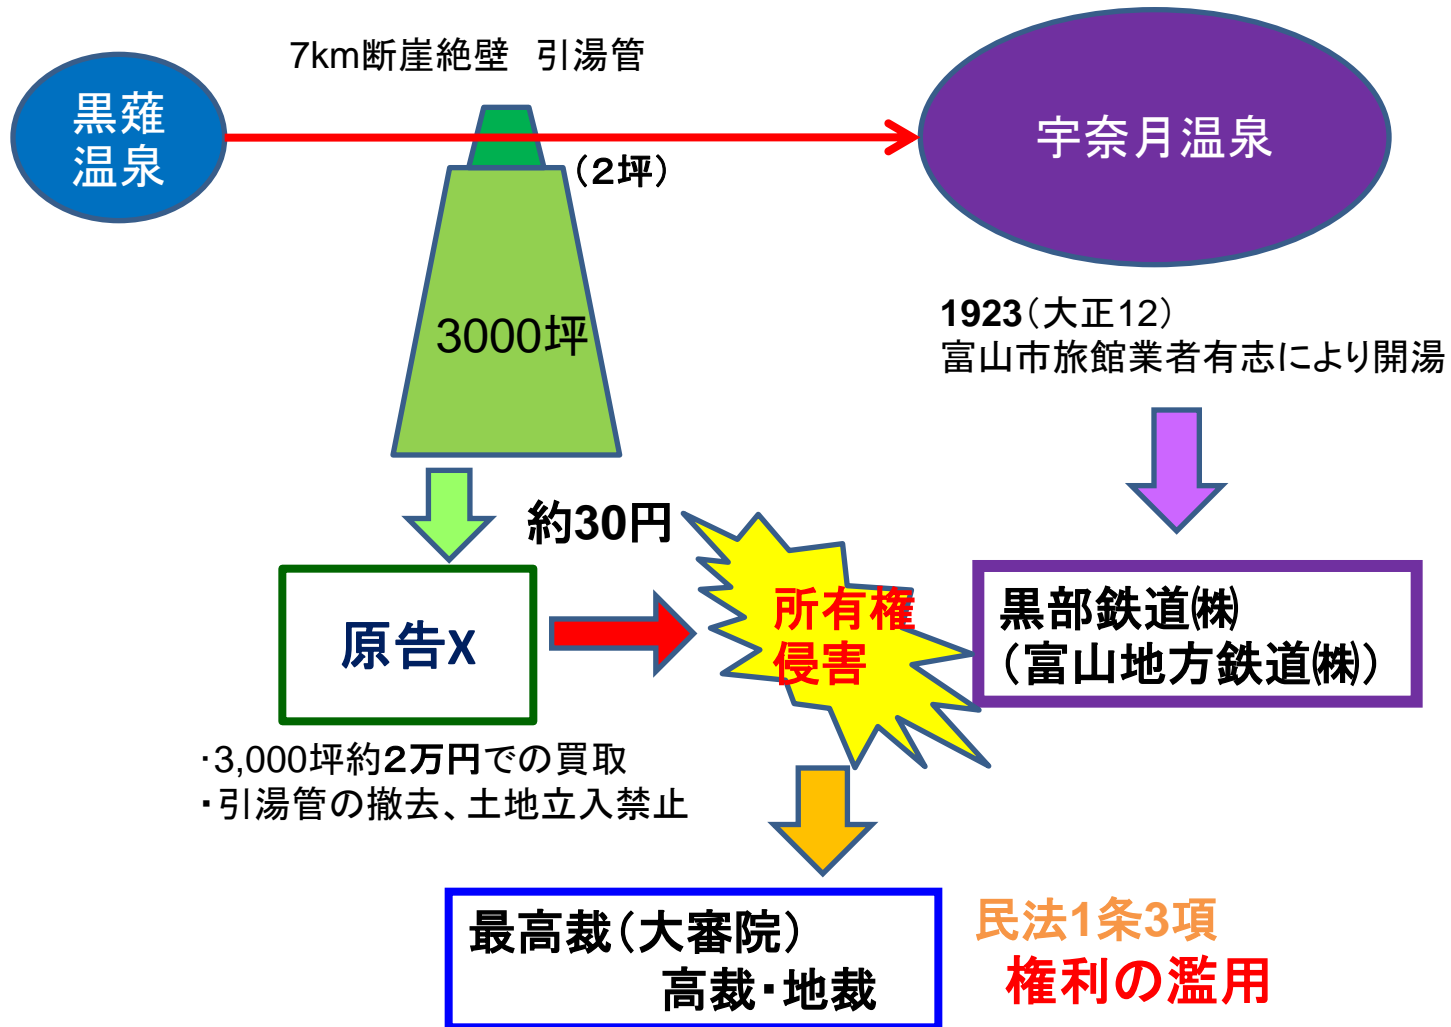 7km断崖絶壁　引湯管
黒薙
温泉
宇奈月温泉
（２坪）
3000坪
1923（大正12）
富山市旅館業者有志により開湯
約30円
原告X
所有権
侵害
黒部鉄道㈱
（富山地方鉄道㈱）
・3,000坪約２万円での買取
・引湯管の撤去、土地立入禁止
最高裁（大審院）
高裁・地裁
民法1条3項
権利の濫用